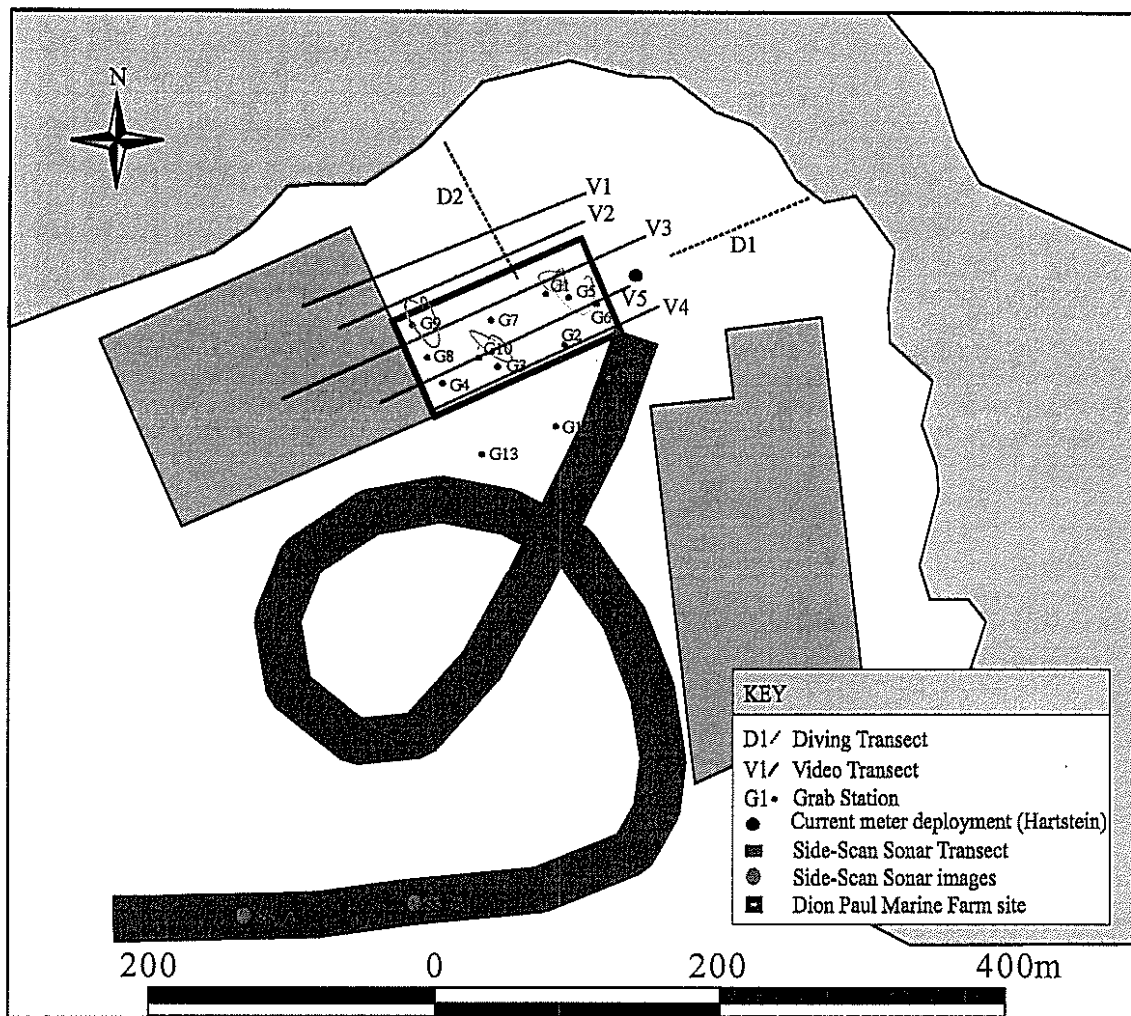 N
V1
D2
V2
V3
D1
G1
G5
V5
G9
G7
G6
V4
G8
G10
G2
G3
G4
G13
KEY
D1/ Diving Transect
V1/ Video Transect
G1• Grab Station
Current meter deployment (Hartstein)
Side-Scan Sonar Transect
Side-Scan Sonar images
Dion Paul Marine Farm site
200 0 200 400m